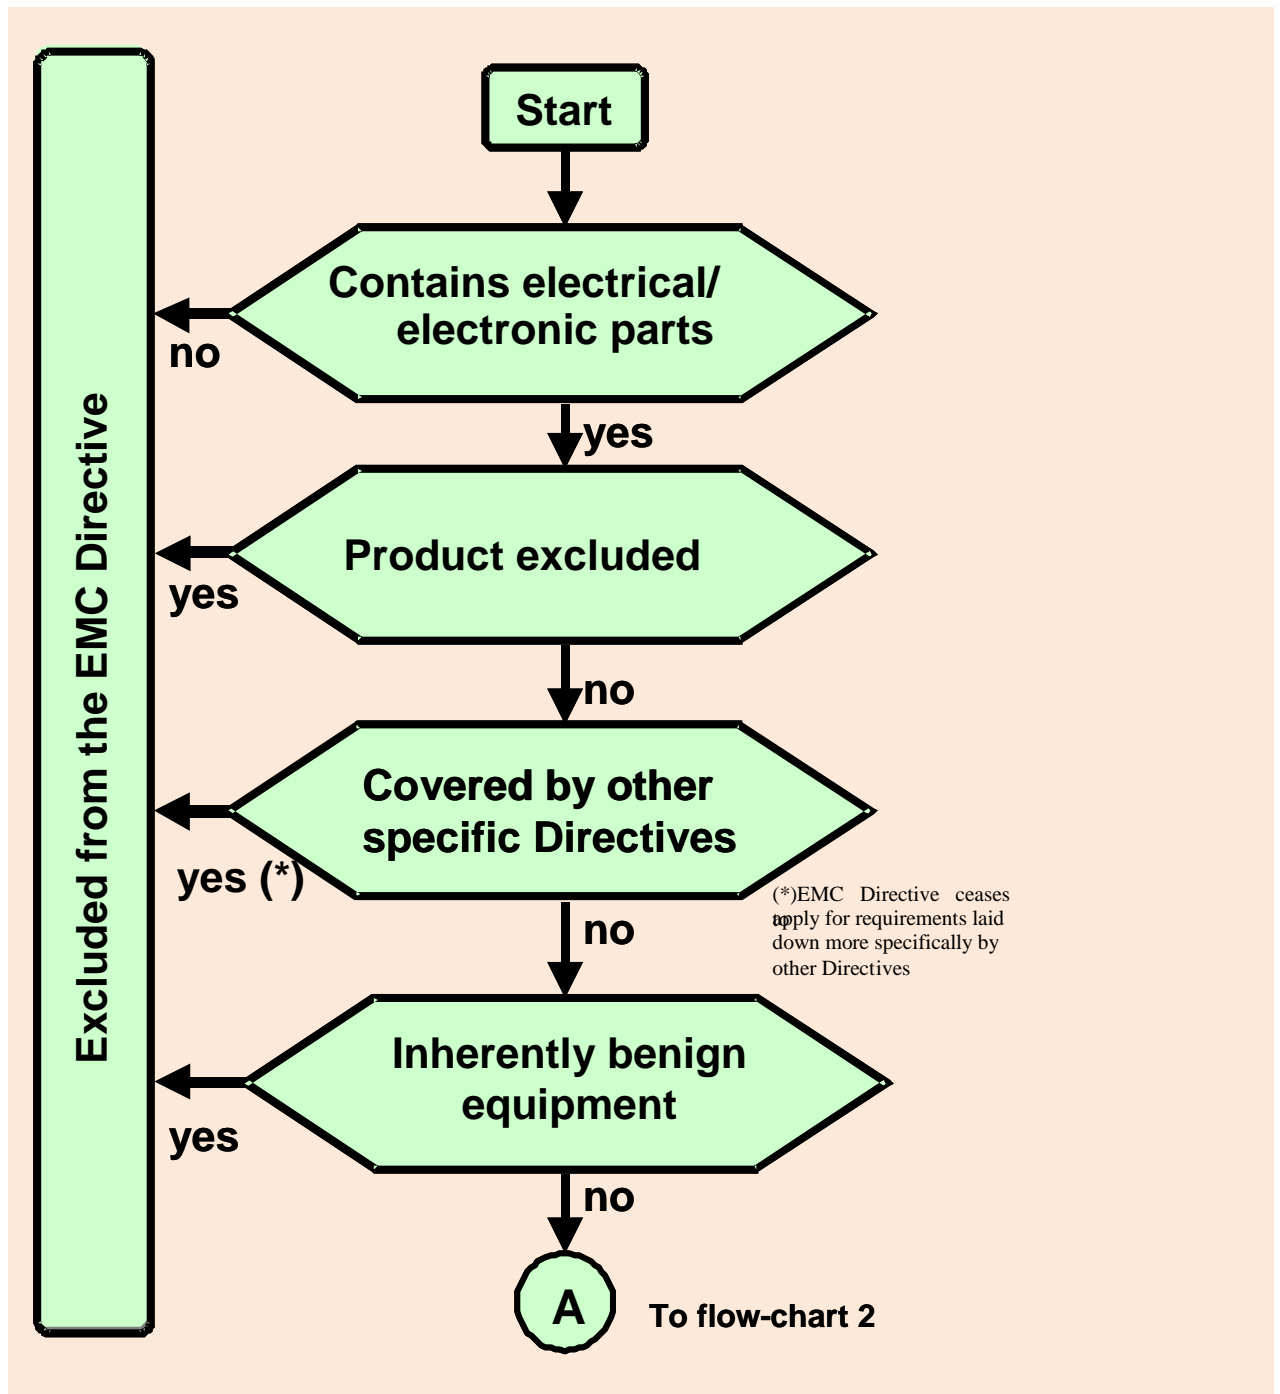 Start
Contains electrical/
electronic parts
no
yes
Product excluded
yes
no
Covered by other
specific Directives
yes (*)
no
(*)EMC Directive ceases
to
apply for requirements laid
down more specifically by
other Directives
Inherently benign
equipment
yes
no
A
To flow-chart 2
Excluded from the EMC Directive